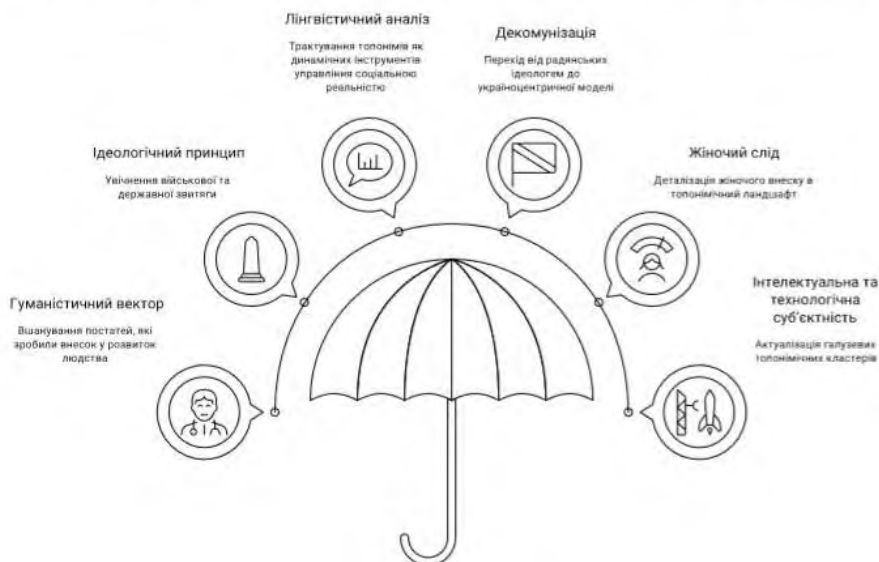 Лінгвістичний аналіз
Трактування топонімів як
динамічних інструментів
управління соціальною
реальністю
Декомунізація
Перехід від радянських
ідеологем до
україноцентричної моделі
Ідеологічний принцип
Увічнення військової та
державної звитяги
Жіночий слід
Деталізація жіночого внеску в
топонімічний ландшафт
Гуманістичний вектор
Вшанування постатей, які
зробили внесок у розвиток
людства
Інтелектуальна та
технологічна
суб'єктність
Актуалізація галузевих
топонімічних кластерів